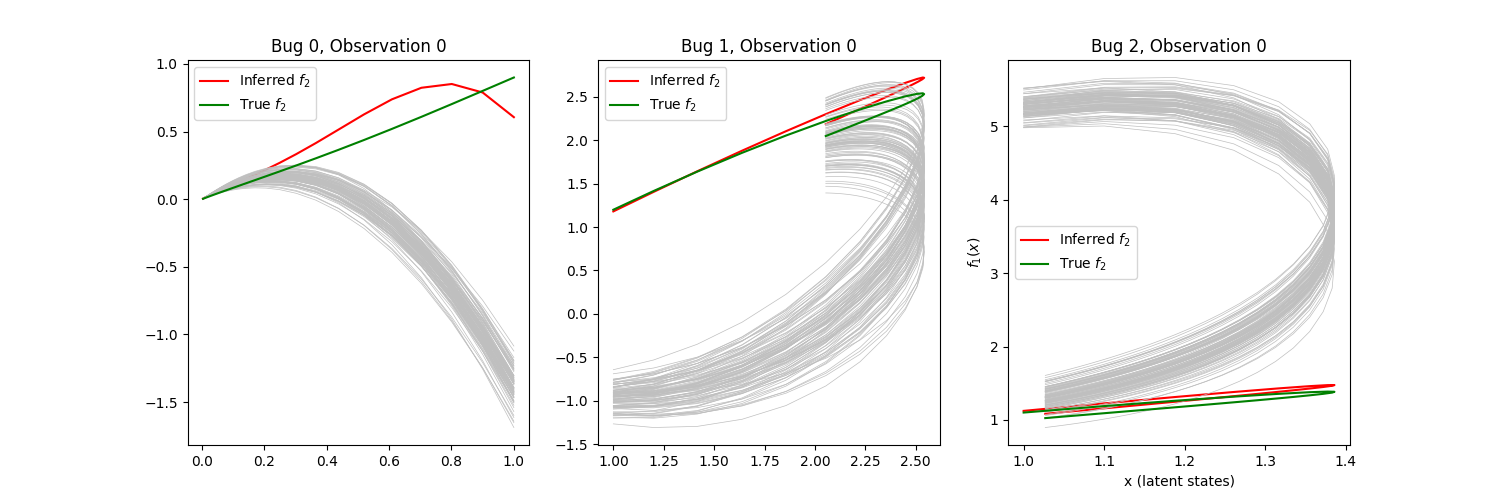 Bug 0, Observation 0
Inferred f₂
True f₂
1.0
0.5
0.0
−0.5
−1.0
−1.5
0.0 0.2 0.4 0.6 0.8 1.0
Bug 1, Observation 0
Inferred f₂
True f₂
2.5
2.0
1.5
1.0
0.5
0.0
−0.5
−1.0
−1.5
1.00 1.25 1.50 1.75 2.00 2.25 2.50
Bug 2, Observation 0
f₁(x)
5
4
3
2
1
Inferred f₂
True f₂
1.0 1.1 1.2 1.3 1.4
x (latent states)